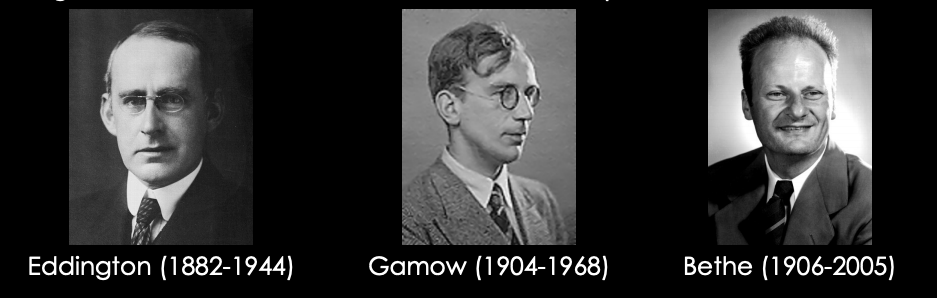 Eddington (1882-1944)
Gamow (1904-1968)
Bethe (1906-2005)